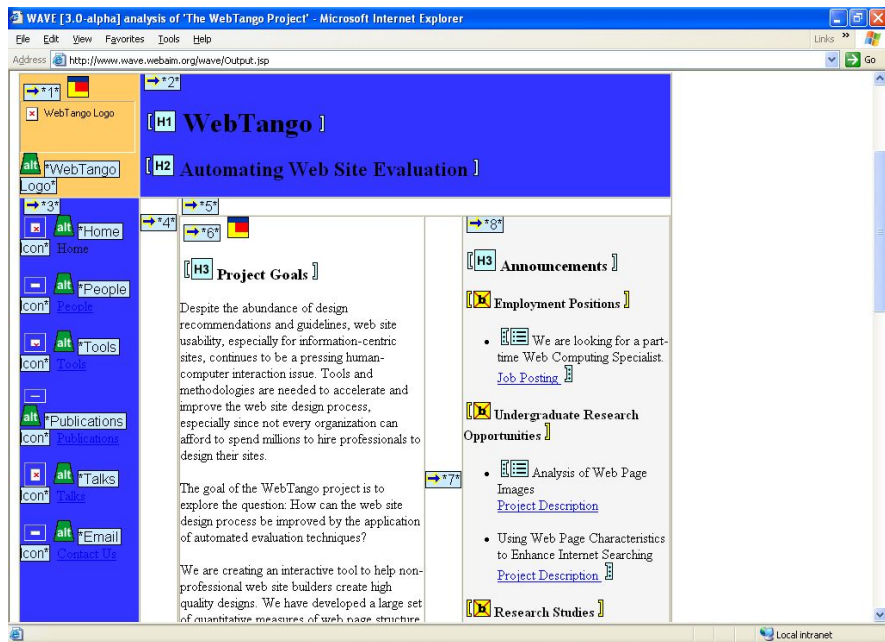 WAVE [3.0-alpha] analysis of 'The WebTango Project' - Microsoft Internet Explorer
File Edit View Favorites Tools Help
Links »
Address http://www.wave.webaim.org/wave/Output.jsp
Go
*1*
WebTango Logo
alt *WebTango
Logo*
*2*
[ H1 WebTango ]
[ H2 Automating Web Site Evaluation ]
*3*
alt *Home
Icon* Home
alt *People
Icon* People
alt *Tools
Icon* Tools
alt *Publications
Icon* Publications
alt *Talks
Icon* Talks
alt *Email
Icon* Contact Us
*4*
*5*
*6*
[ H3 Project Goals ]
Despite the abundance of design
recommendations and guidelines, web site
usability, especially for information-centric
sites, continues to be a pressing human-
computer interaction issue. Tools and
methodologies are needed to accelerate and
improve the web site design process,
especially since not every organization can
afford to spend millions to hire professionals to
design their sites.
The goal of the WebTango project is to
explore the question: How can the web site
design process be improved by the application
of automated evaluation techniques?
We are creating an interactive tool to help non-
professional web site builders create high
quality designs. We have developed a large set
of quantitative measures of web page structure
*7*
*8*
[ H3 Announcements ]
[ Employment Positions ]
• We are looking for a part-
time Web Computing Specialist.
Job Posting
[ Undergraduate Research
Opportunities ]
• Analysis of Web Page
Images
Project Description
• Using Web Page Characteristics
to Enhance Internet Searching
Project Description
[ Research Studies ]
Local intranet